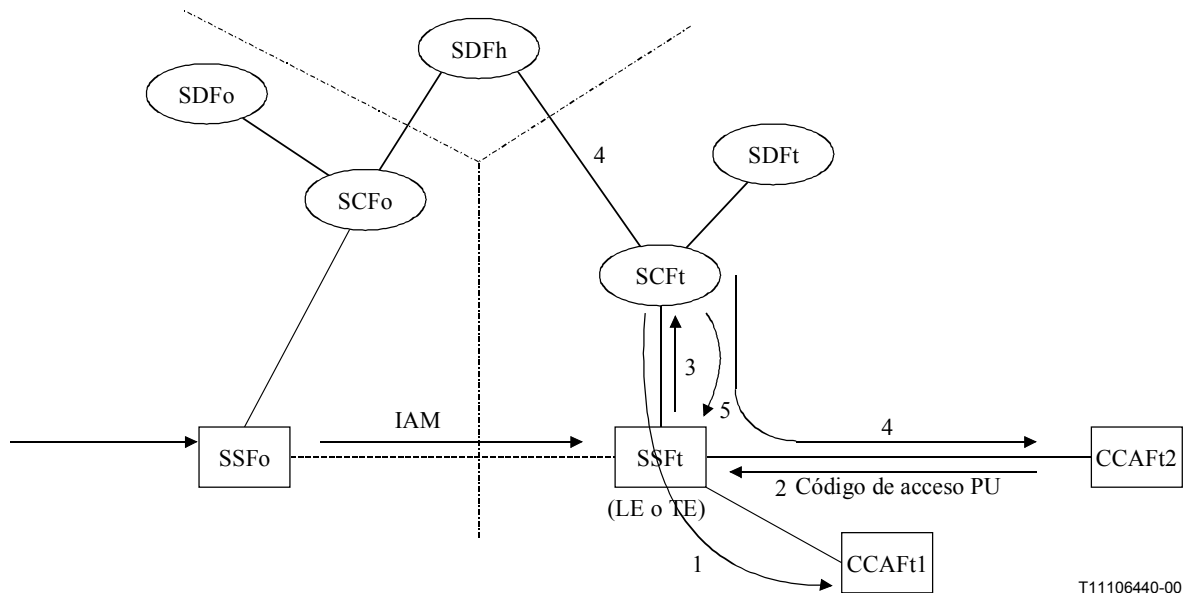 SDFh
SDFo
4
SDFt
SCFo
SCFt
3
5
IAM
4
SSFo
SSFt
CCAFt2
2 Código de acceso PU
(LE o TE)
1
CCAFt1
T11106440-00